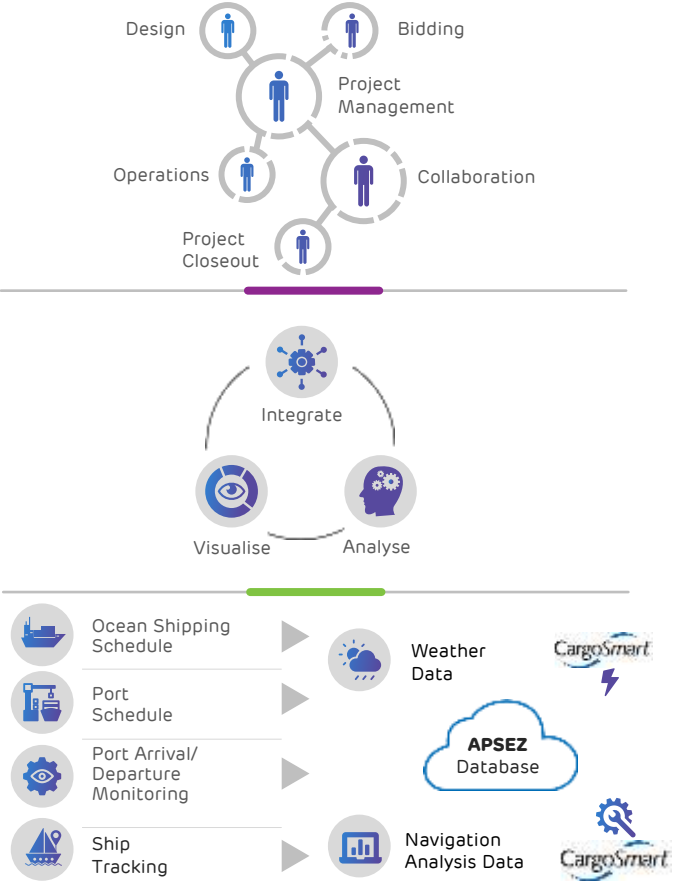 Design
Bidding
Project
Management
Operations
Collaboration
Project
Closeout
Integrate
Visualise
Analyse
Ocean Shipping
Schedule
Port
Schedule
Port Arrival/
Departure
Monitoring
Ship
Tracking
Weather
Data
CargoSmart
APSEZ
Database
Navigation
Analysis Data
CargoSmart